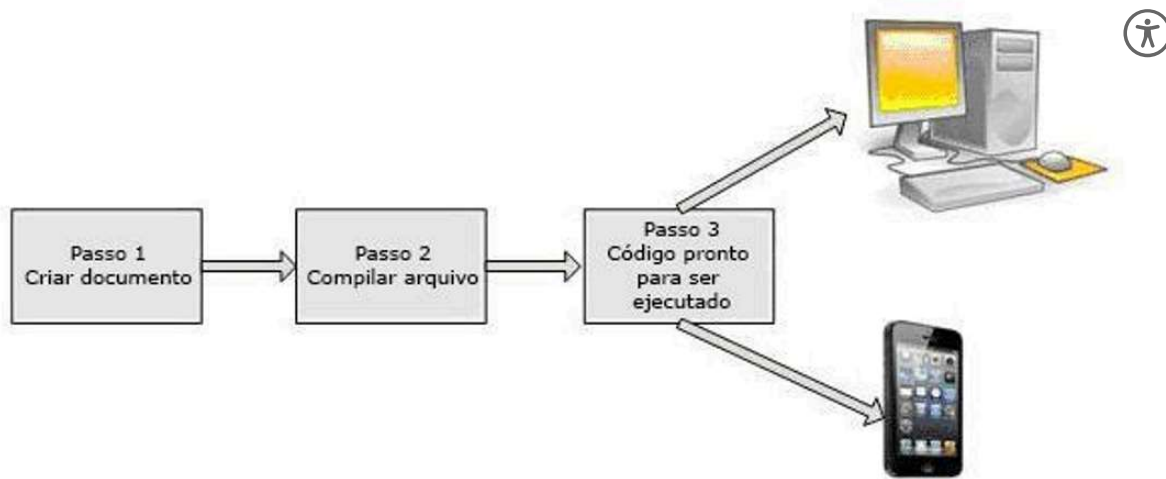 Passo 1
Criar documento
Passo 2
Compilar arquivo
Passo 3
Código pronto
para ser
ejecutado